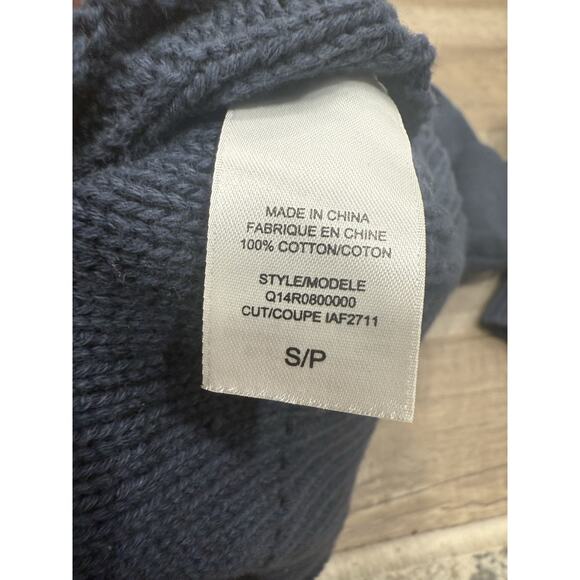 MADE IN CHINA
FABRIQUE EN CHINE
100% COTTON/COTON
STYLE/MODELE
Q14R0800000
CUT/COUPE IAF2711
S/P